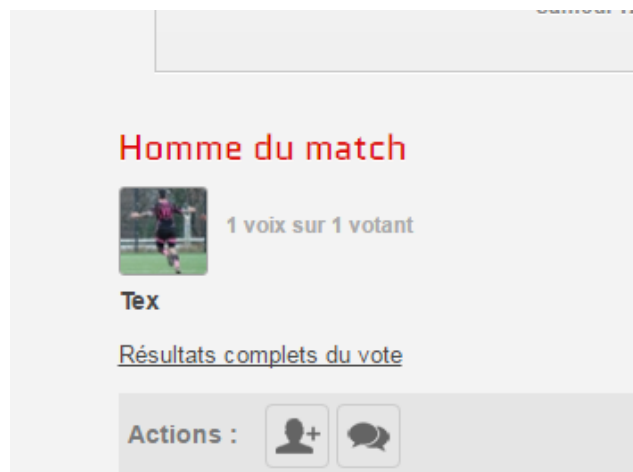 Homme du match
1 voix sur 1 votant
Tex
Résultats complets du vote
Actions :